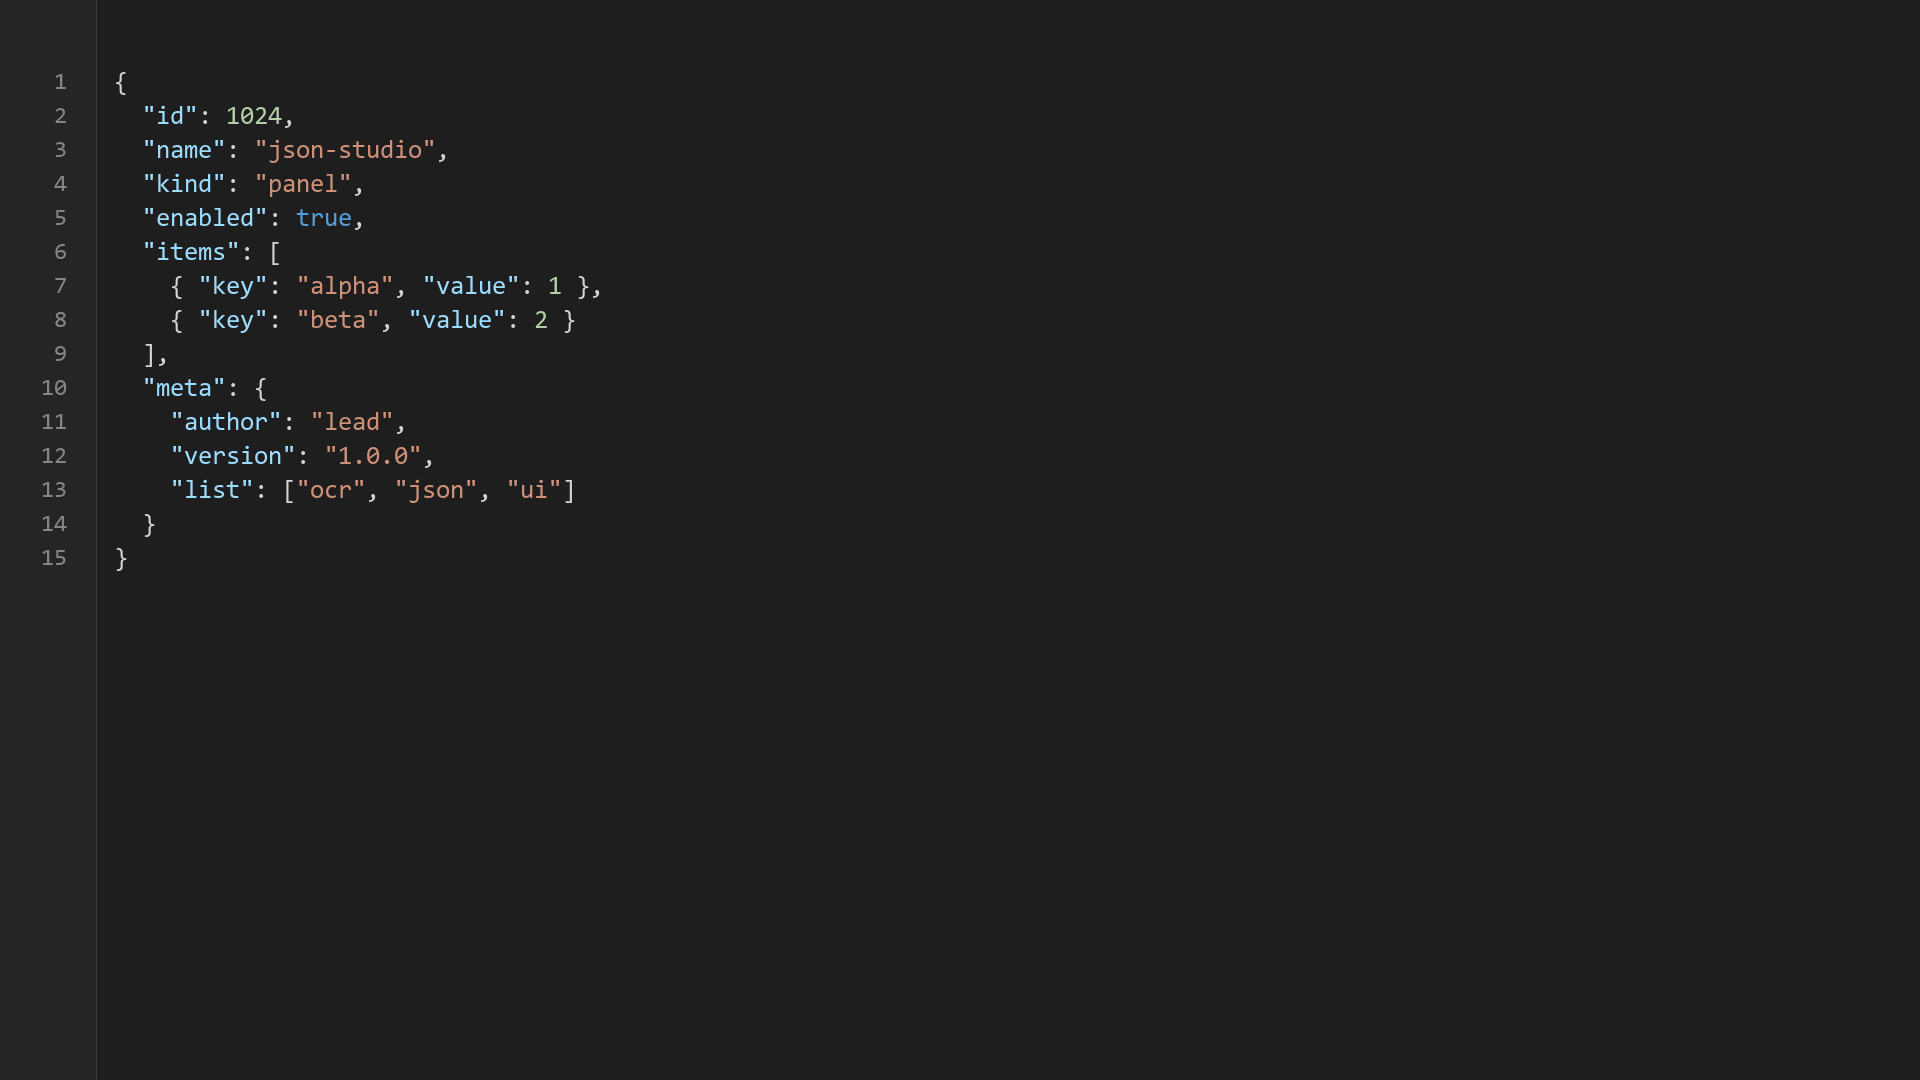 1 {
2   "id": 1024,
3   "name": "json-studio",
4   "kind": "panel",
5   "enabled": true,
6   "items": [
7     { "key": "alpha", "value": 1 },
8     { "key": "beta", "value": 2 }
9   ],
10   "meta": {
11     "author": "lead",
12     "version": "1.0.0",
13     "list": ["ocr", "json", "ui"]
14   }
15 }